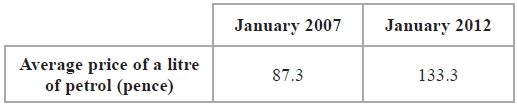 January 2007 January 2012
Average price of a litre
of petrol (pence) 87.3 133.3